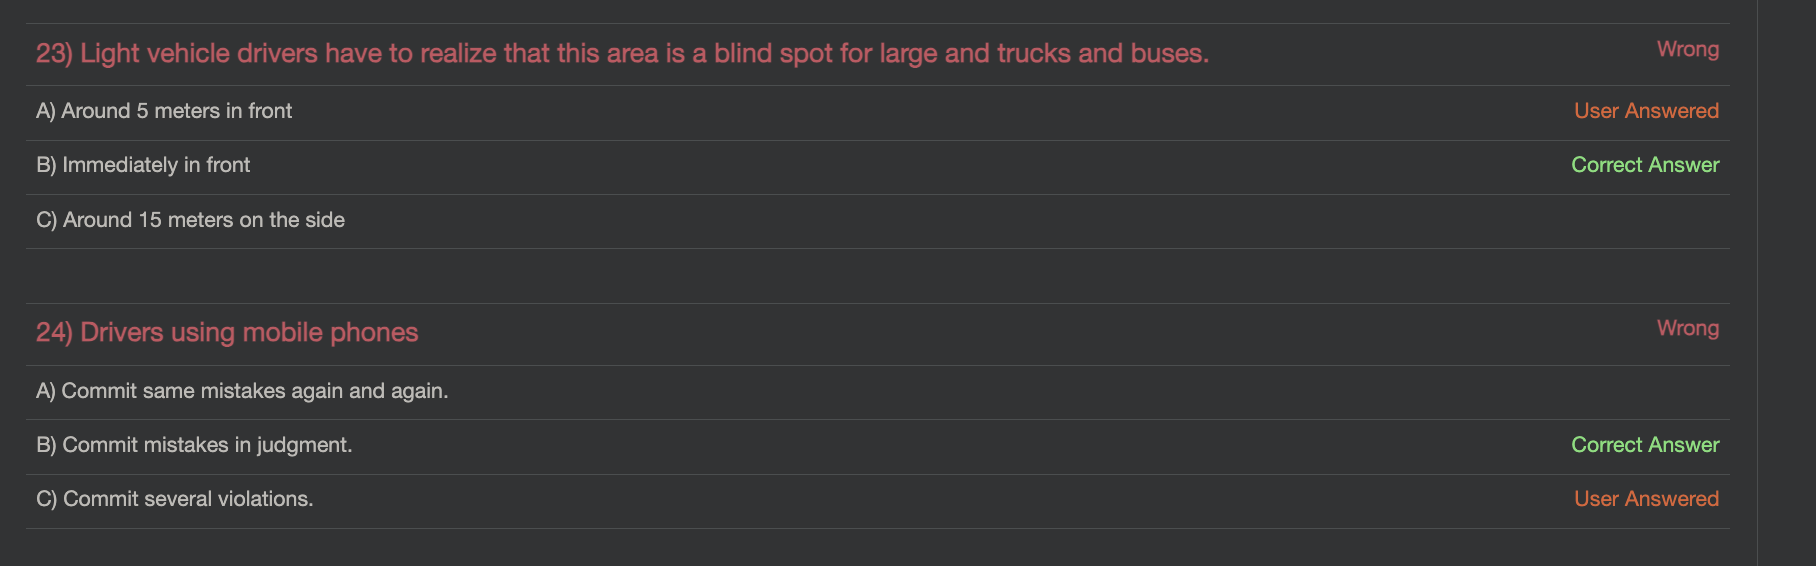 23) Light vehicle drivers have to realize that this area is a blind spot for large and trucks and buses. Wrong
A) Around 5 meters in front User Answered
B) Immediately in front Correct Answer
C) Around 15 meters on the side
24) Drivers using mobile phones Wrong
A) Commit same mistakes again and again.
B) Commit mistakes in judgment. Correct Answer
C) Commit several violations. User Answered